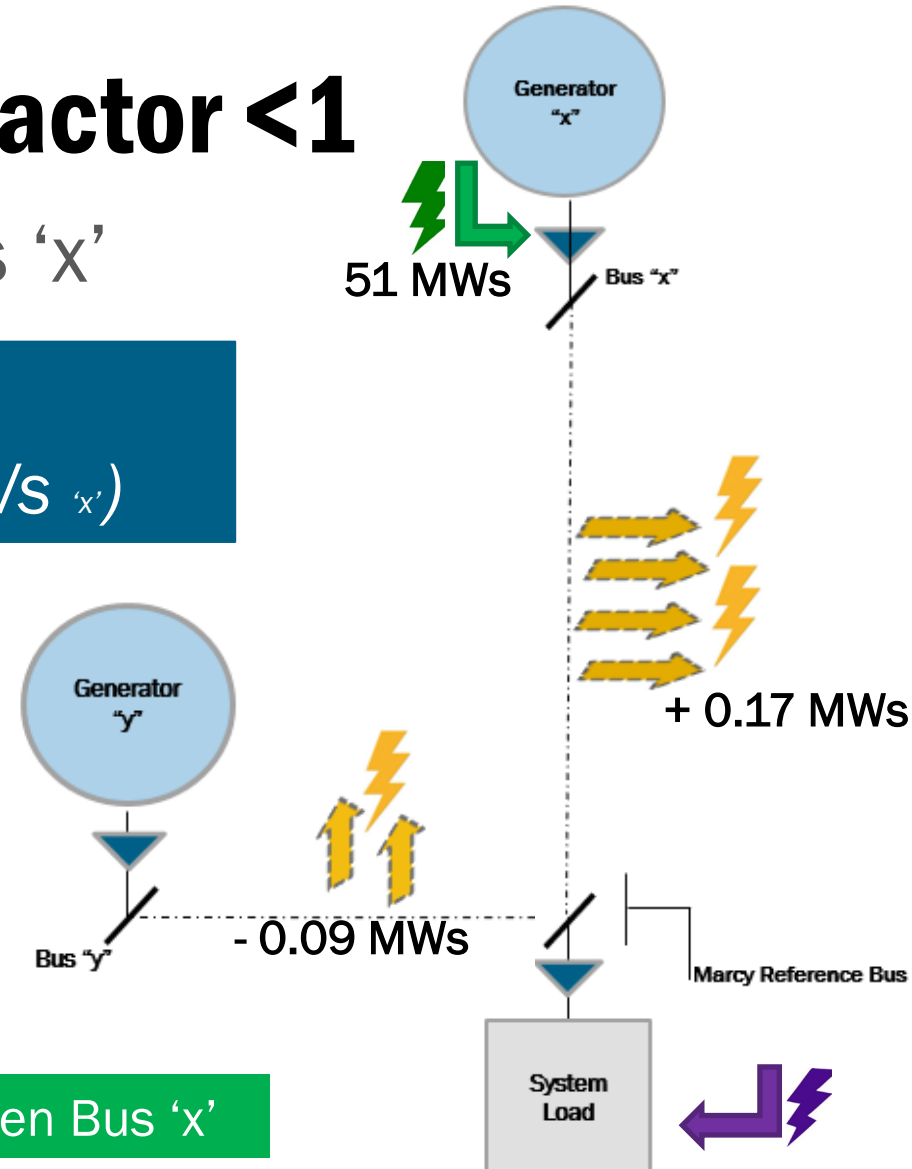 actor <1
s ‘x’
/s ‘x’)
Generator
“x”
51 MWs
Bus “x”
+ 0.17 MWs
Generator
“y”
- 0.09 MWs
Bus “y”
Marcy Reference Bus
System
Load
en Bus ‘x’